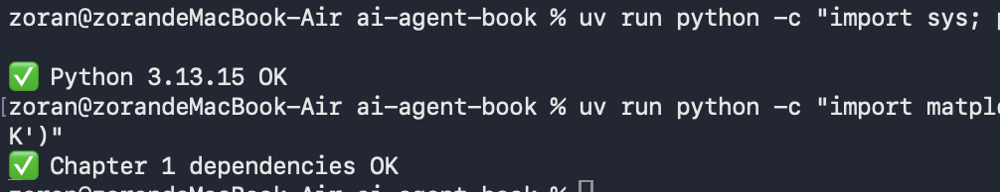 zoran@zorandeMacBook-Air ai-agent-book % uv run python -c "import sys;
✅ Python 3.13.15 OK
[zoran@zorandeMacBook-Air ai-agent-book % uv run python -c "import matpl
K')"
✅ Chapter 1 dependencies OK
zoran@zorandeMacBook-Air ai-agent-book %